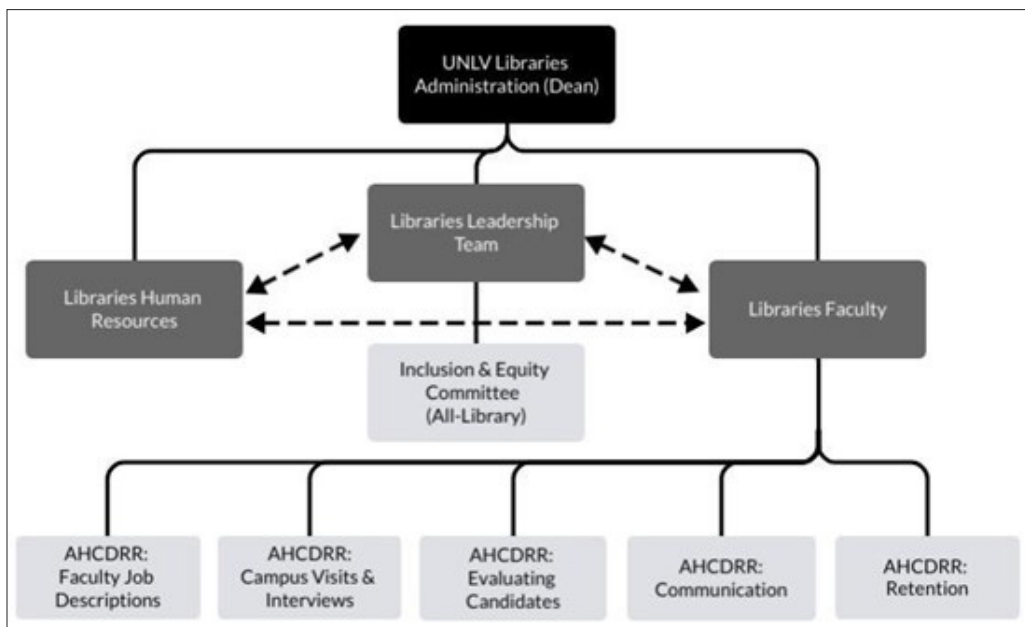 UNLV Libraries
Administration (Dean)
Libraries Leadership
Team
Libraries Human
Resources
Libraries Faculty
Inclusion & Equity
Committee
(All-Library)
AHCDRR:
Faculty Job
Descriptions
AHCDRR:
Campus Visits &
Interviews
AHCDRR:
Evaluating
Candidates
AHCDRR:
Communication
AHCDRR:
Retention